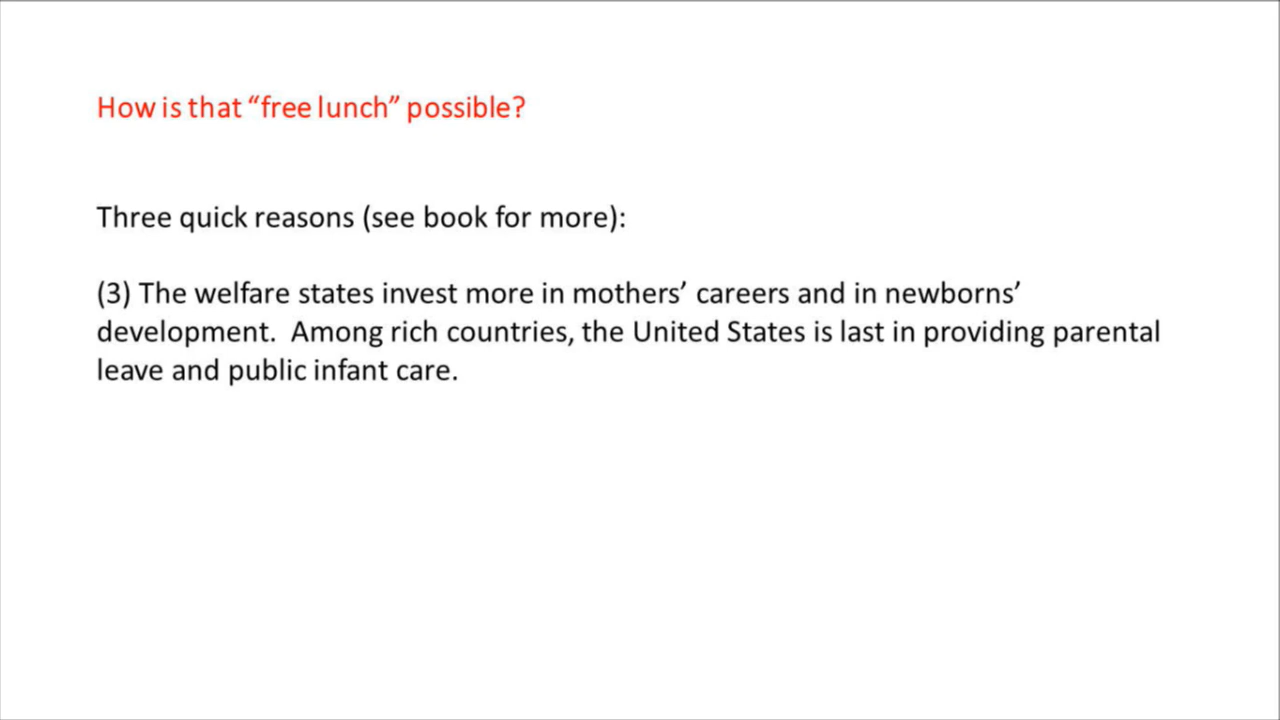 How is that “free lunch” possible?
Three quick reasons (see book for more):
(3) The welfare states invest more in mothers’ careers and in newborns’
development.  Among rich countries, the United States is last in providing parental
leave and public infant care.